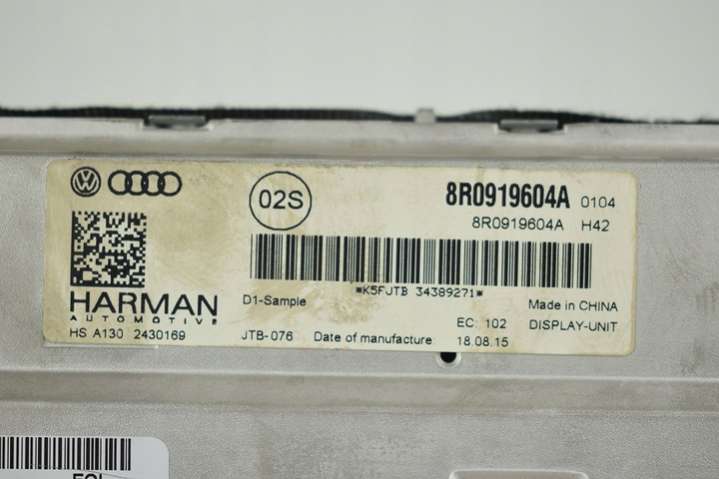 02S
8R0919604A 0104
8R0919604A H42
*K5FJTB 34389271*
HARMAN
AUTOMOTIVE
D1-Sample
Made in CHINA
HS A130 2430169
JTB-076 Date of manufacture:
EC: 102
18.08.15
DISPLAY-UNIT